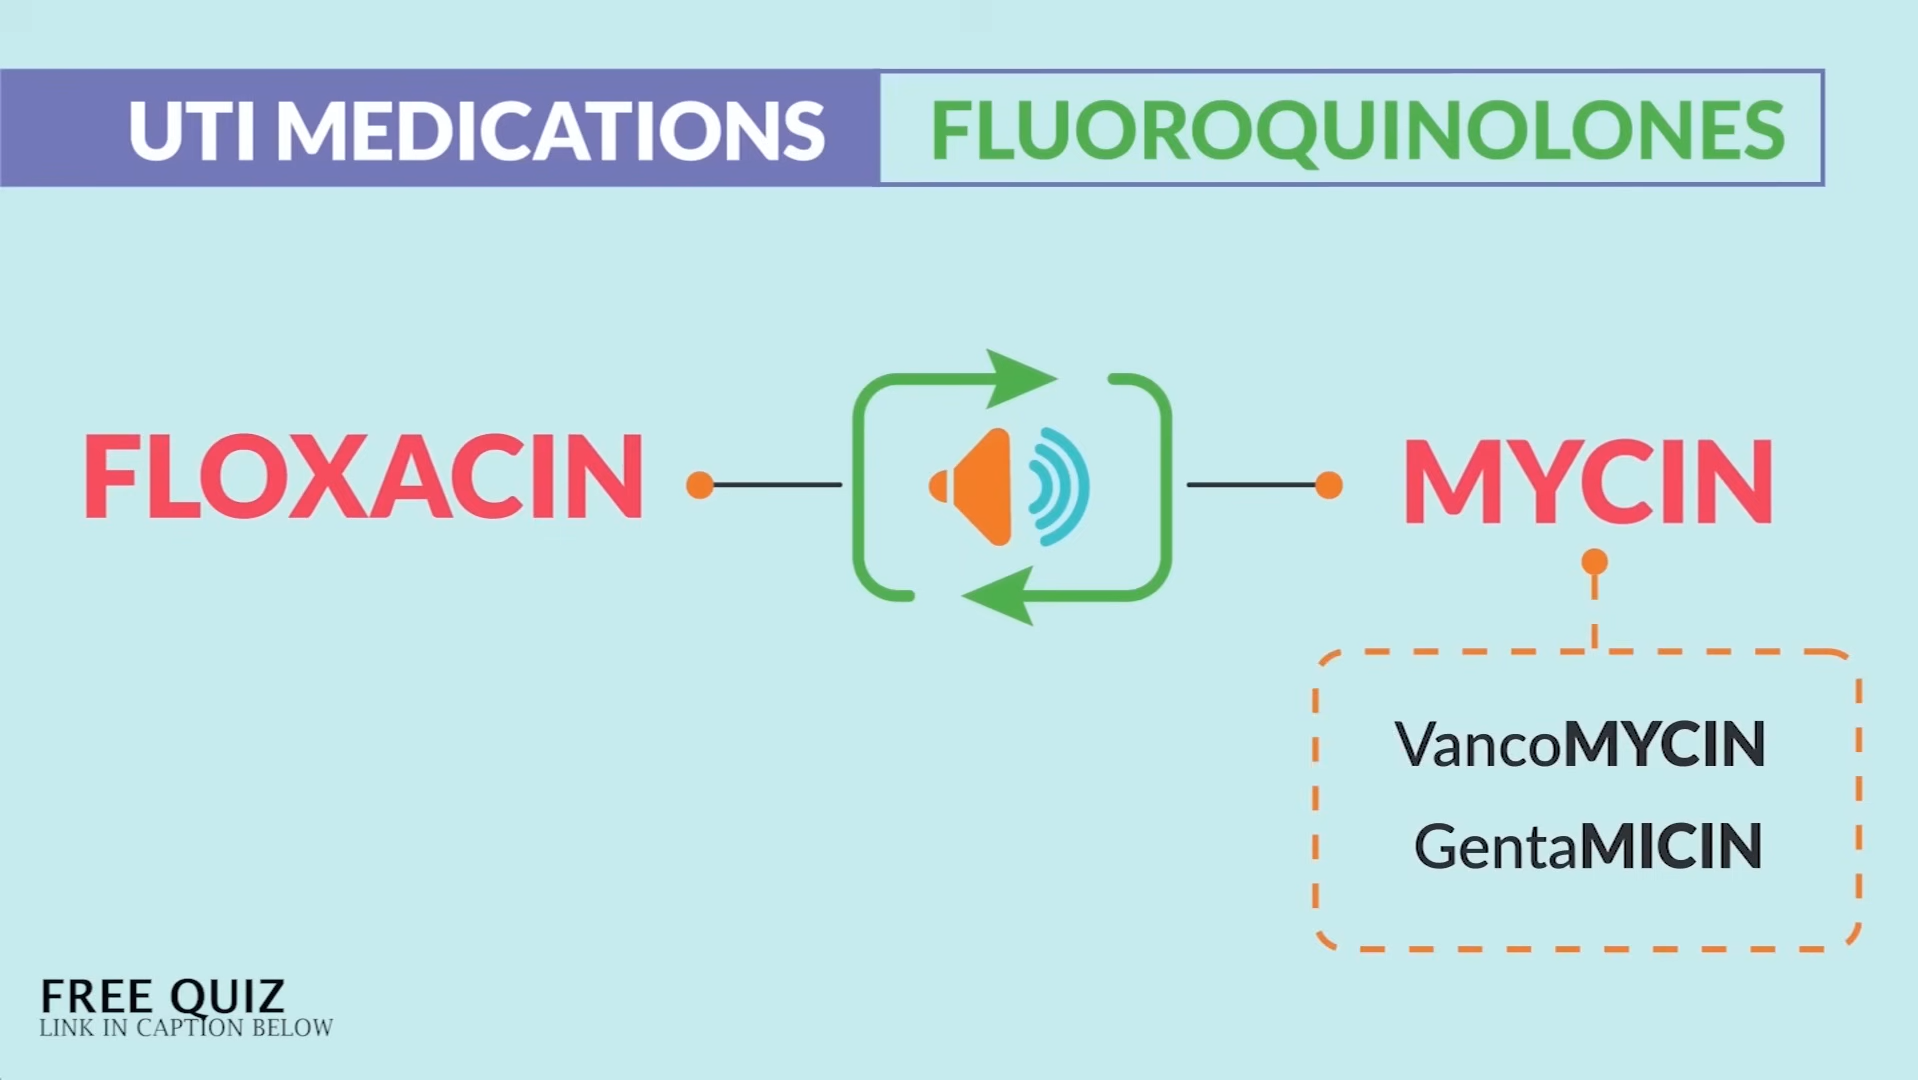 UTI MEDICATIONS FLUOROQUINOLONES
FLOXACIN MYCIN
VancoMYCIN
GentaMICIN
FREE QUIZ
LINK IN CAPTION BELOW